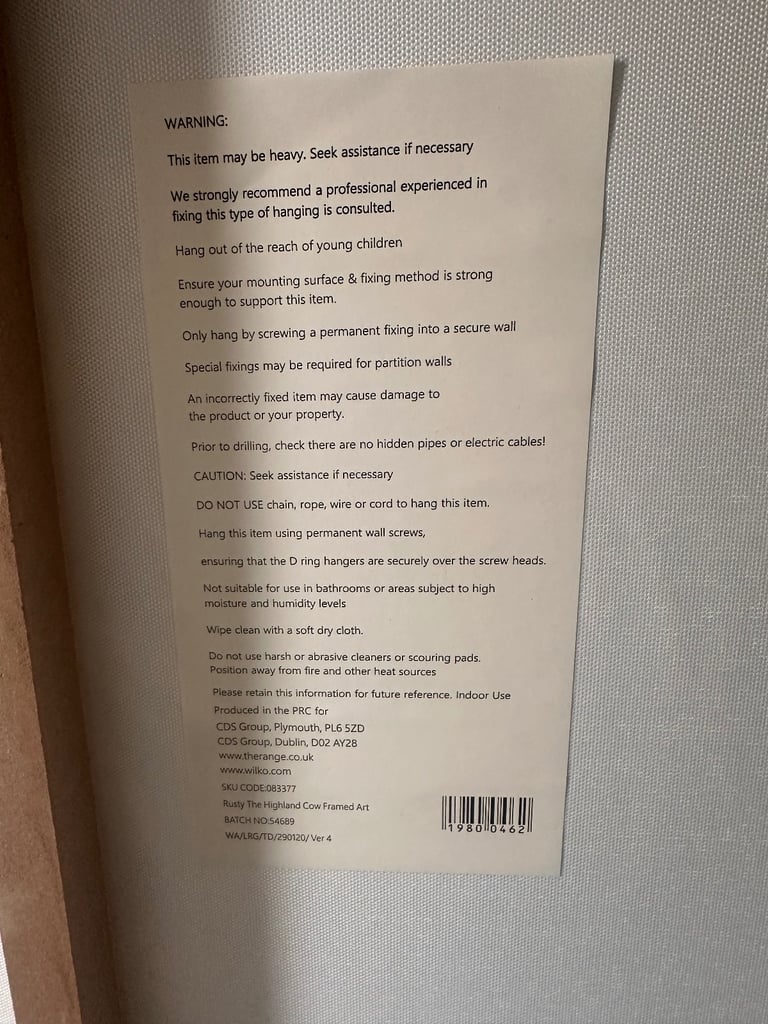 WARNING:
This item may be heavy. Seek assistance if necessary
We strongly recommend a professional experienced in
fixing this type of hanging is consulted.
Hang out of the reach of young children
Ensure your mounting surface & fixing method is strong
enough to support this item.
Only hang by screwing a permanent fixing into a secure wall
Special fixings may be required for partition walls
An incorrectly fixed item may cause damage to
the product or your property.
Prior to drilling, check there are no hidden pipes or electric cables!
CAUTION: Seek assistance if necessary
DO NOT USE chain, rope, wire or cord to hang this item.
Hang this item using permanent wall screws,
ensuring that the D ring hangers are securely over the screw heads.
Not suitable for use in bathrooms or areas subject to high
moisture and humidity levels
Wipe clean with a soft dry cloth.
Do not use harsh or abrasive cleaners or scouring pads.
Position away from fire and other heat sources
Please retain this information for future reference. Indoor Use
Produced in the PRC for
CDS Group, Plymouth, PL6 5ZD
CDS Group, Dublin, D02 AY28
www.therange.co.uk
www.wilko.com
SKU CODE:083377
Rusty The Highland Cow Framed Art
BATCH NO:54689
WA/LRG/TD/290120/ Ver 4
19800462